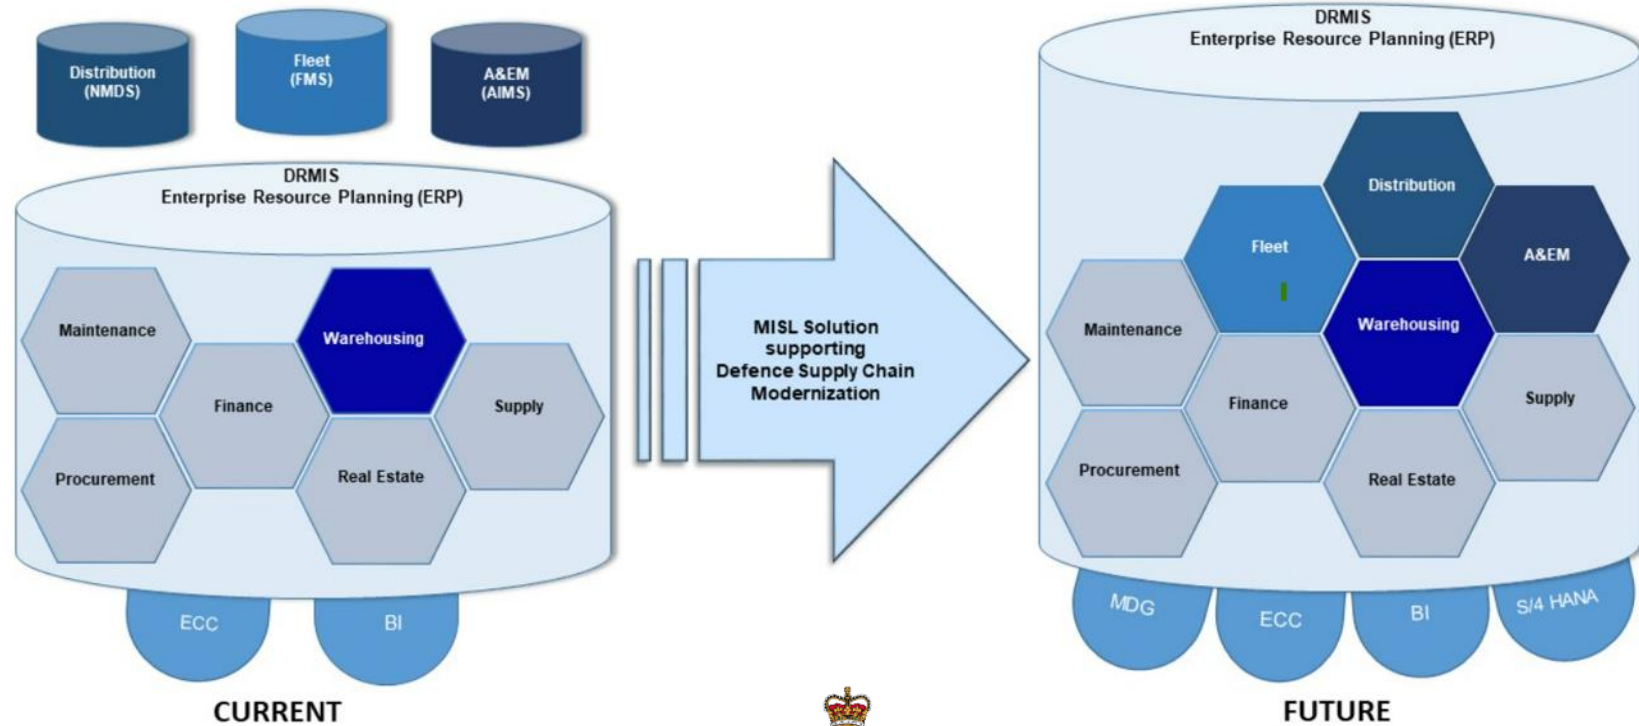 Distribution
(NMDS)
Fleet
(FMS)
A&EM
(AIMS)
DRMIS
Enterprise Resource Planning (ERP)
Maintenance
Warehousing
Finance
Supply
Procurement
Real Estate
ECC
BI
CURRENT
MISL Solution
supporting
Defence Supply Chain
Modernization
DRMIS
Enterprise Resource Planning (ERP)
Distribution
Fleet
A&EM
Maintenance
Warehousing
Finance
Supply
Procurement
Real Estate
MDG
ECC
BI
S/4 HANA
FUTURE